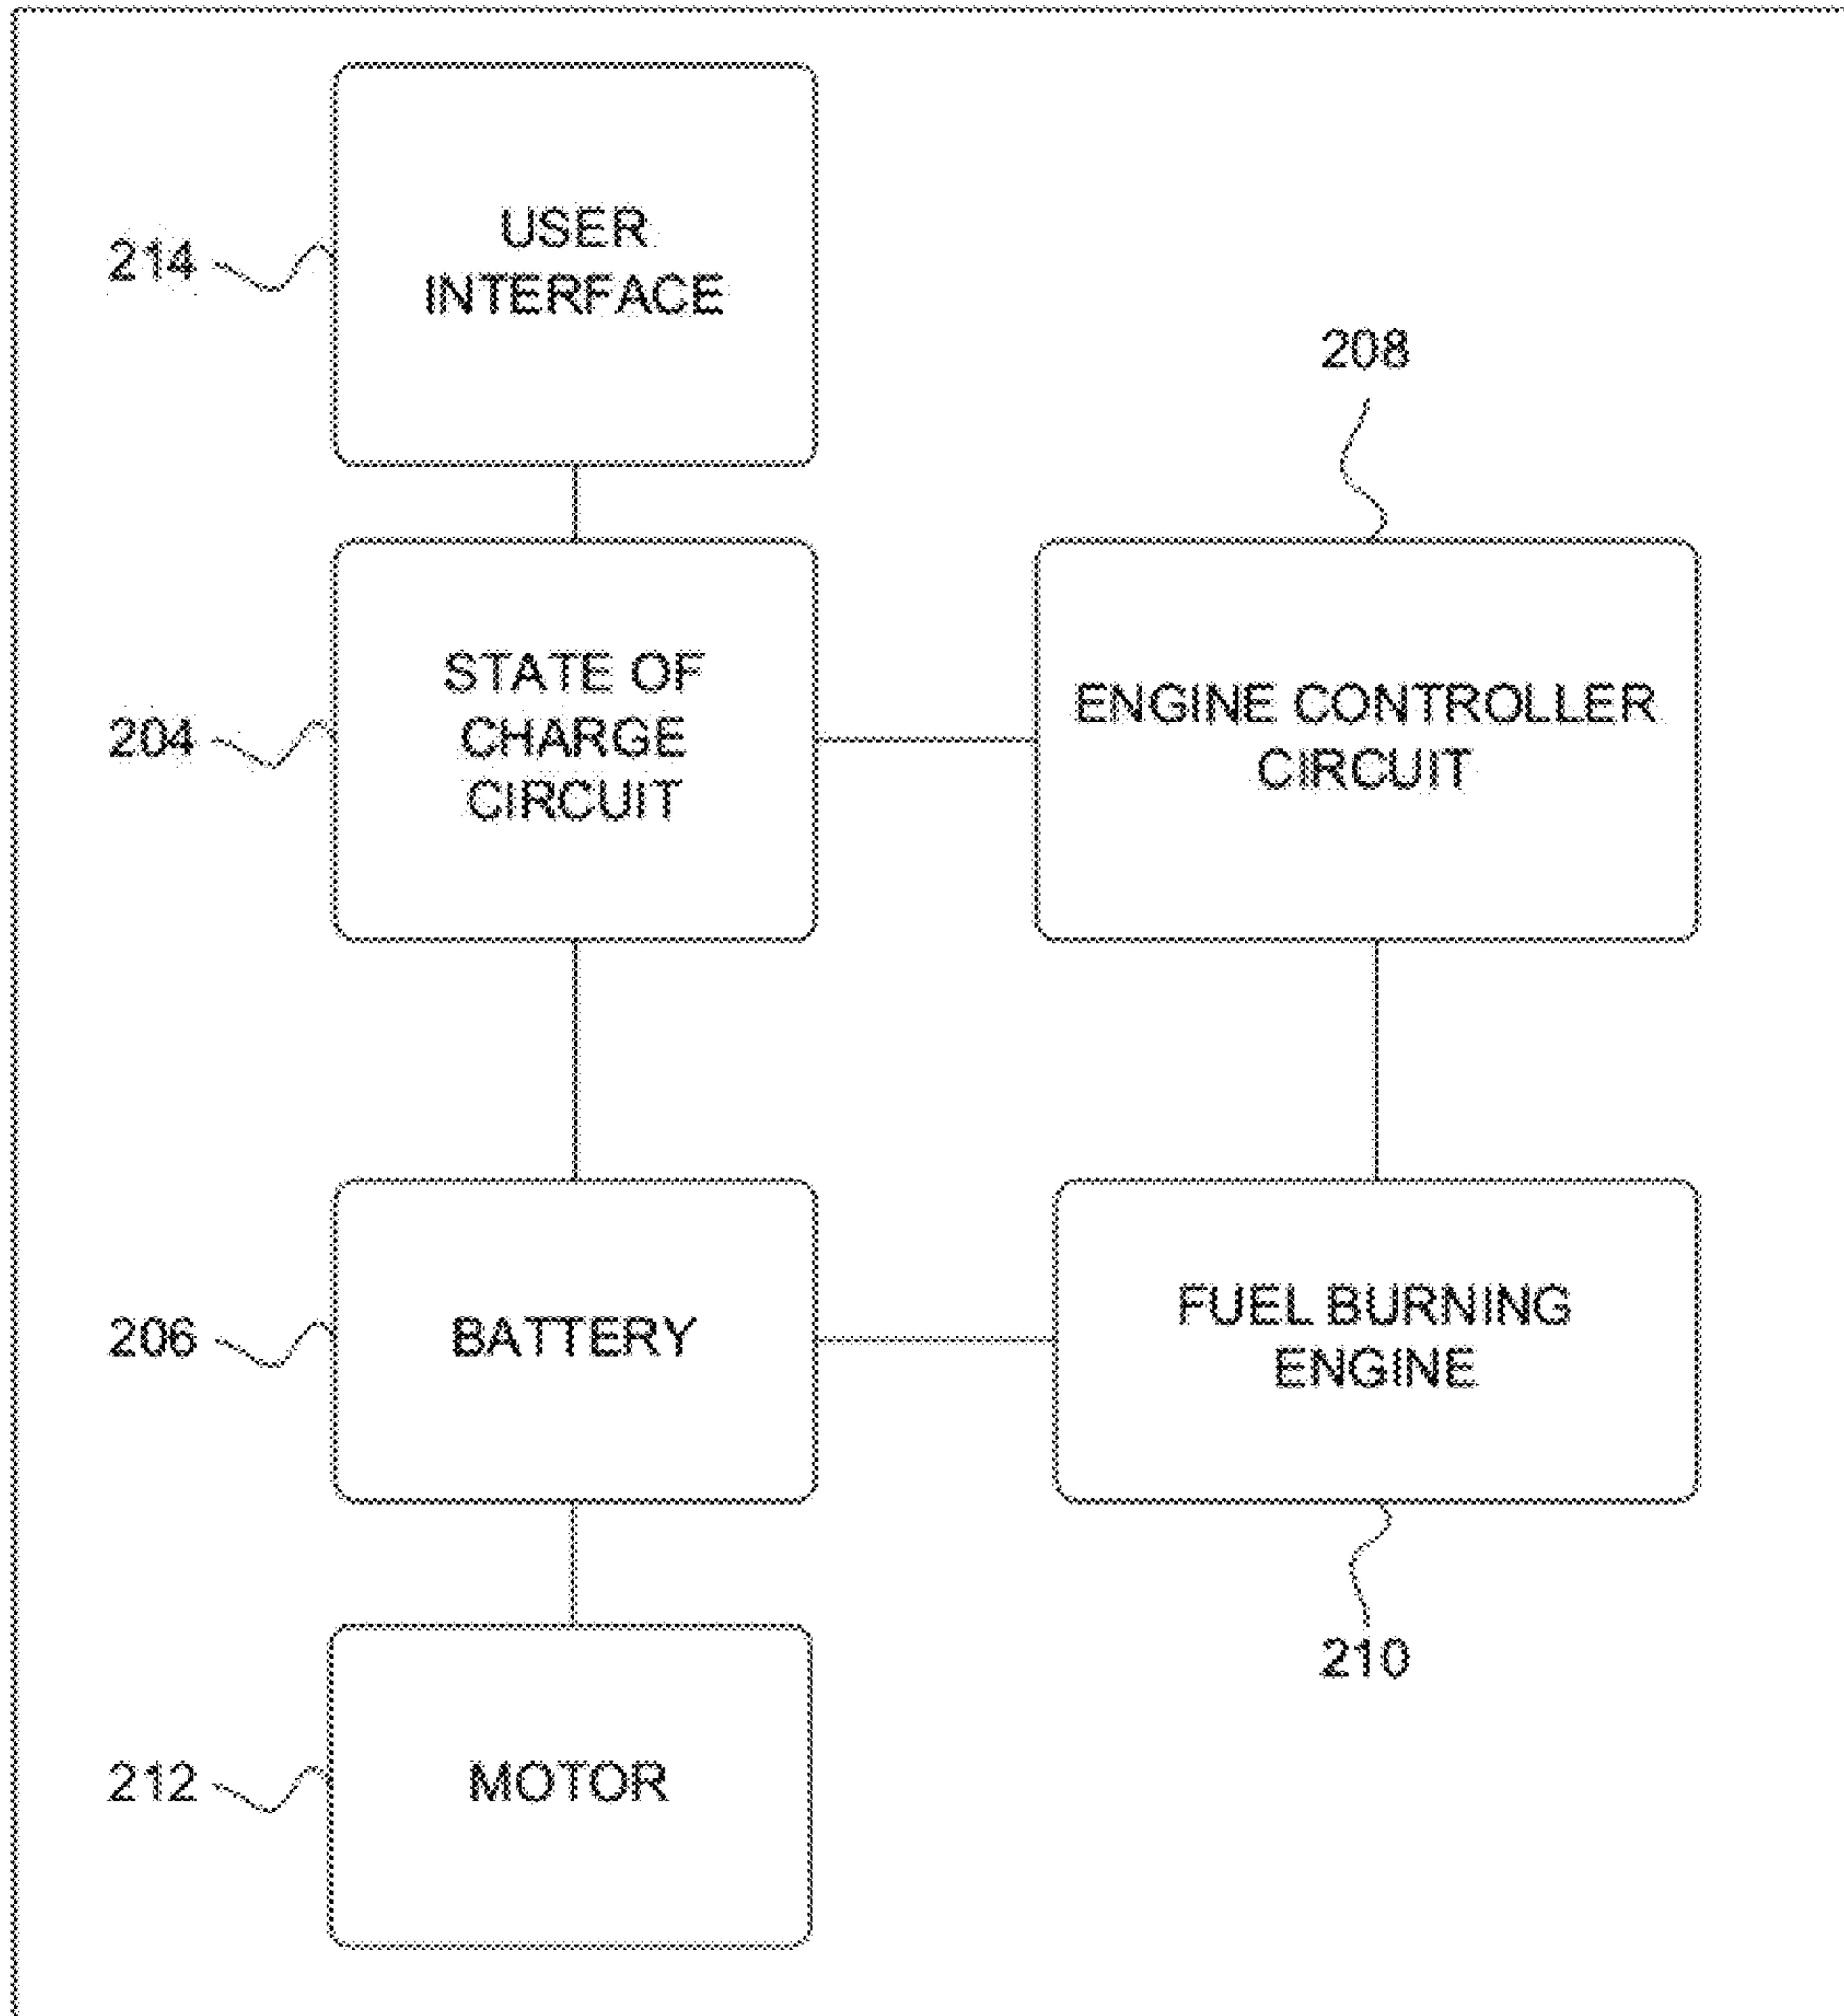 USER
INTERFACE
214
208
STATE OF
CHARGE
CIRCUIT
204
ENGINE CONTROLLER
CIRCUIT
BATTERY
206
FUEL BURNING
ENGINE
210
MOTOR
212